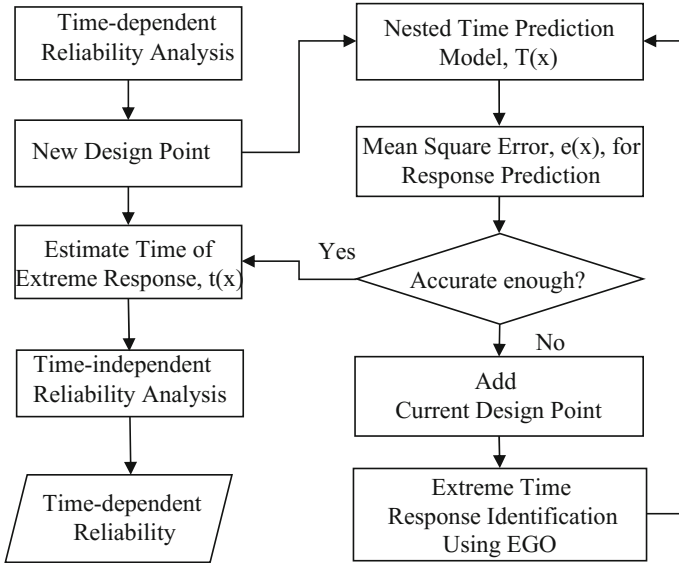 Time-dependent
Reliability Analysis
New Design Point
Estimate Time of
Extreme Response, t(x)
Time-independent
Reliability Analysis
Time-dependent
Reliability
Nested Time Prediction
Model, T(x)
Mean Square Error, e(x), for
Response Prediction
Yes
Accurate enough?
No
Add
Current Design Point
Extreme Time
Response Identification
Using EGO